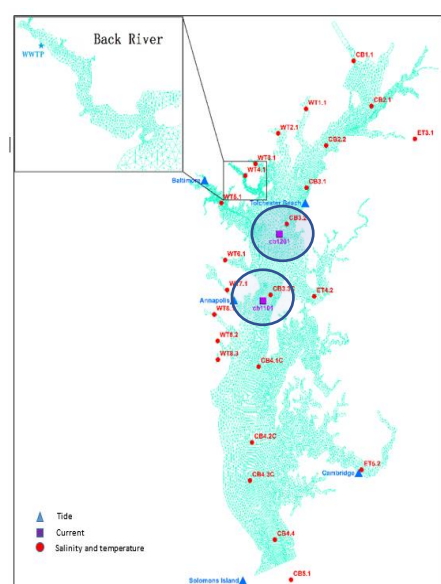 Back River
WWTP
CB1.1
WT1.1
CB2.1
WT2.1
CB2.2
ET3.1
WT3.1
WT4.1
Baltimore
CB3.1
WT5.1
Tolchester Beach
CB3.2
cb1201
WT6.1
WT7.1
CB3.3C
ET4.2
Annapolis
cb1101
WT8.1
WT8.2
WT8.3
CB4.1C
CB4.2C
ET5.2
Cambridge
CB4.3C
CB4.4
CB5.1
Solomons Island
Tide
Current
Salinity and temperature